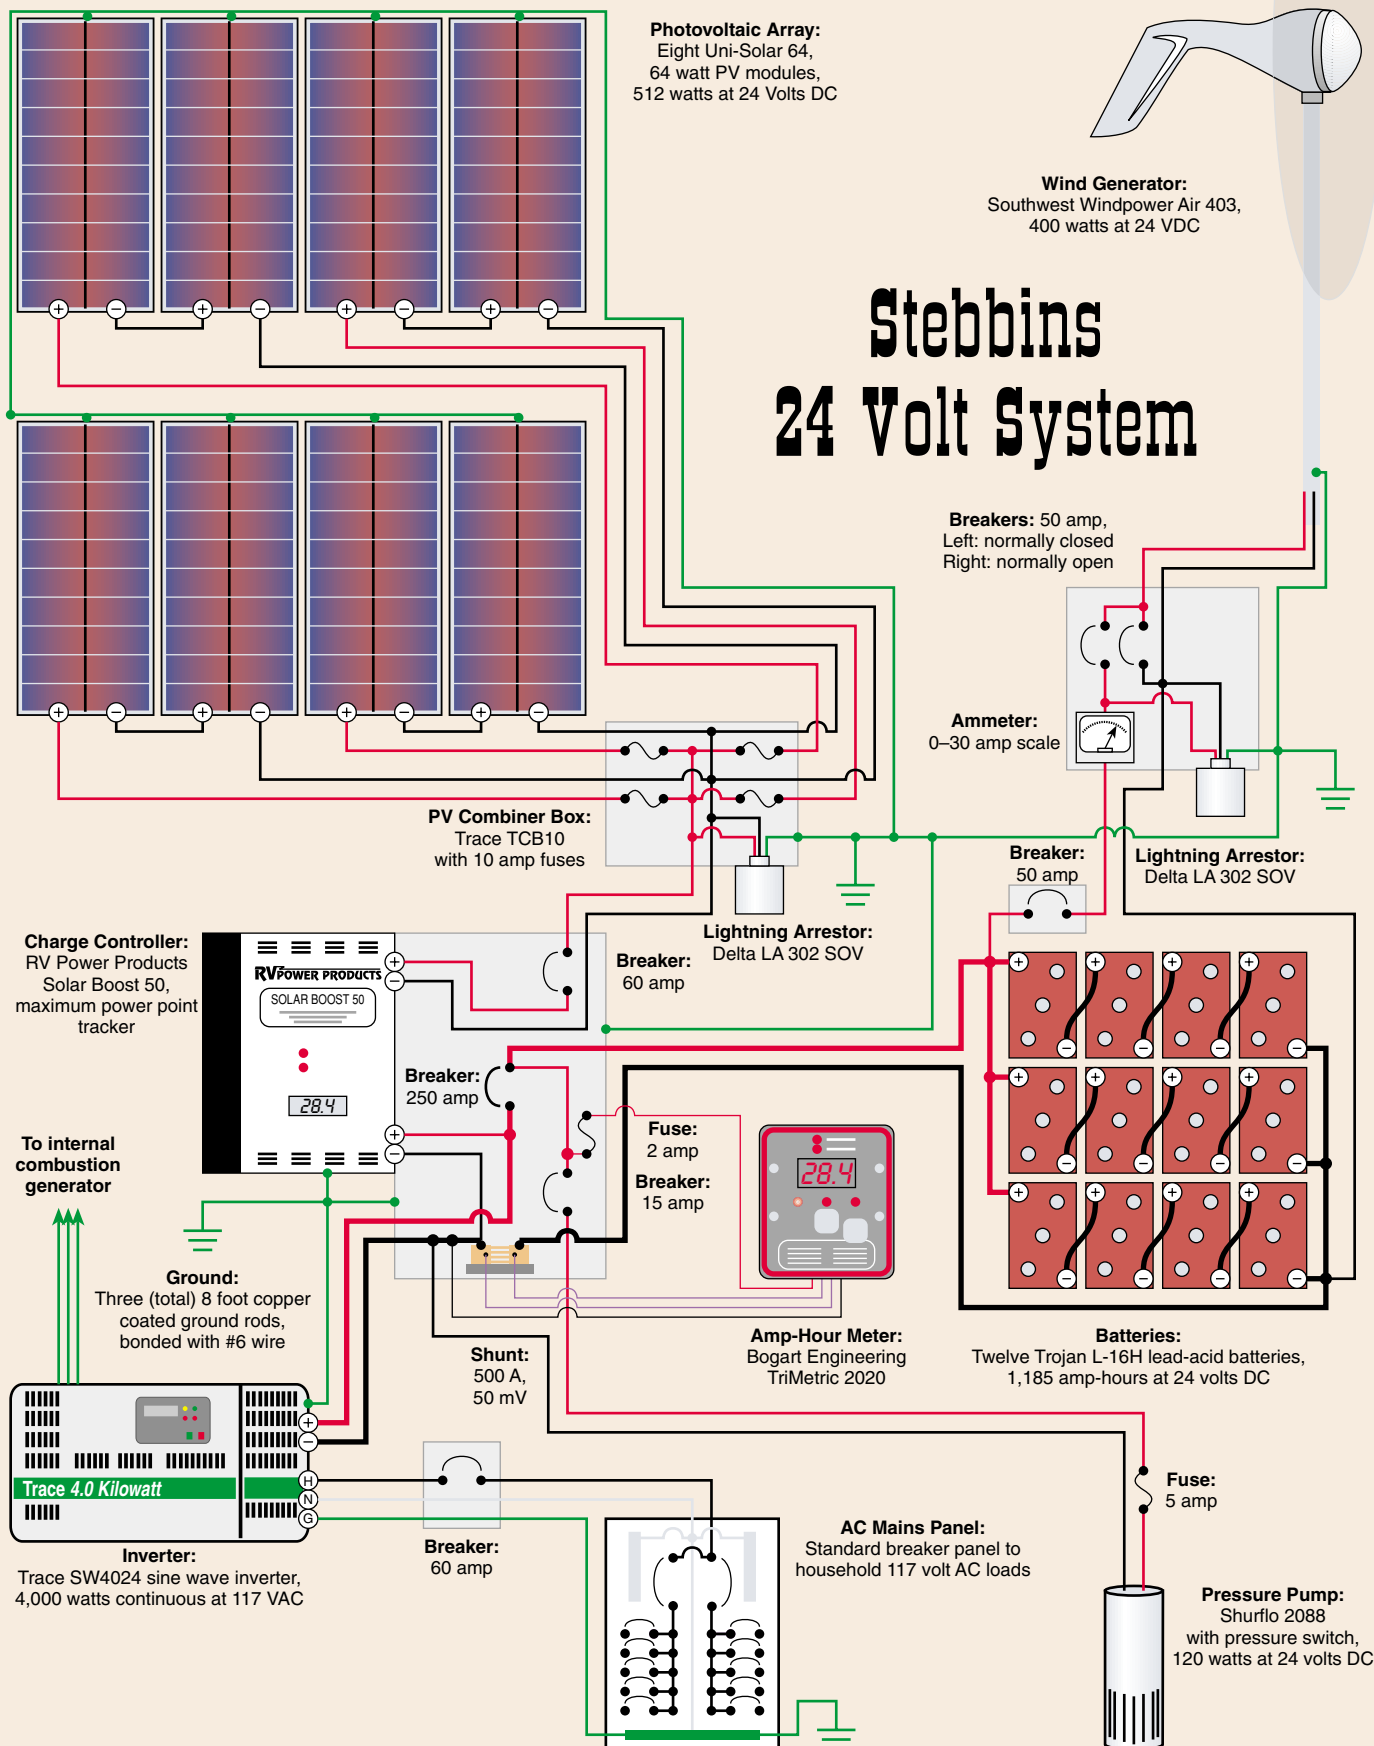 Photovoltaic Array:
Eight Uni-Solar 64,
64 watt PV modules,
512 watts at 24 Volts DC
Wind Generator:
Southwest Windpower Air 403,
400 watts at 24 VDC
Stebbins
24 Volt System
+ − + − + − + −
Breakers: 50 amp,
Left: normally closed
Right: normally open
+ − + − + − + −
Ammeter:
0–30 amp scale
PV Combiner Box:
Trace TCB10
with 10 amp fuses
Breaker:
50 amp
Lightning Arrestor:
Delta LA 302 SOV
Lightning Arrestor:
Delta LA 302 SOV
Charge Controller:
RV Power Products
Solar Boost 50,
maximum power point
tracker
RV POWER PRODUCTS
SOLAR BOOST 50
+
−
28.4
+
−
Breaker:
60 amp
Breaker:
250 amp
Fuse:
2 amp
Breaker:
15 amp
28.4
+ + + +
− − − −
+ + + +
− − − −
+ + + +
− − − −
To internal
combustion
generator
Ground:
Three (total) 8 foot copper
coated ground rods,
bonded with #6 wire
Shunt:
500 A,
50 mV
Amp-Hour Meter:
Bogart Engineering
TriMetric 2020
Batteries:
Twelve Trojan L-16H lead-acid batteries,
1,185 amp-hours at 24 volts DC
+
−
H
N
G
Trace 4.0 Kilowatt
Inverter:
Trace SW4024 sine wave inverter,
4,000 watts continuous at 117 VAC
Breaker:
60 amp
AC Mains Panel:
Standard breaker panel to
household 117 volt AC loads
Fuse:
5 amp
Pressure Pump:
Shurflo 2088
with pressure switch,
120 watts at 24 volts DC